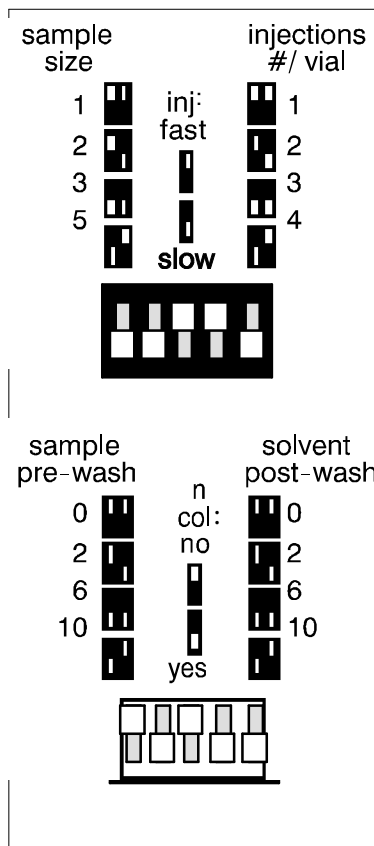 sample
size
1
2
3
5
inj:
fast
slow
injections
#/ vial
1
2
3
4
sample
pre-wash
0
2
6
10
n
col:
no
yes
solvent
post-wash
0
2
6
10